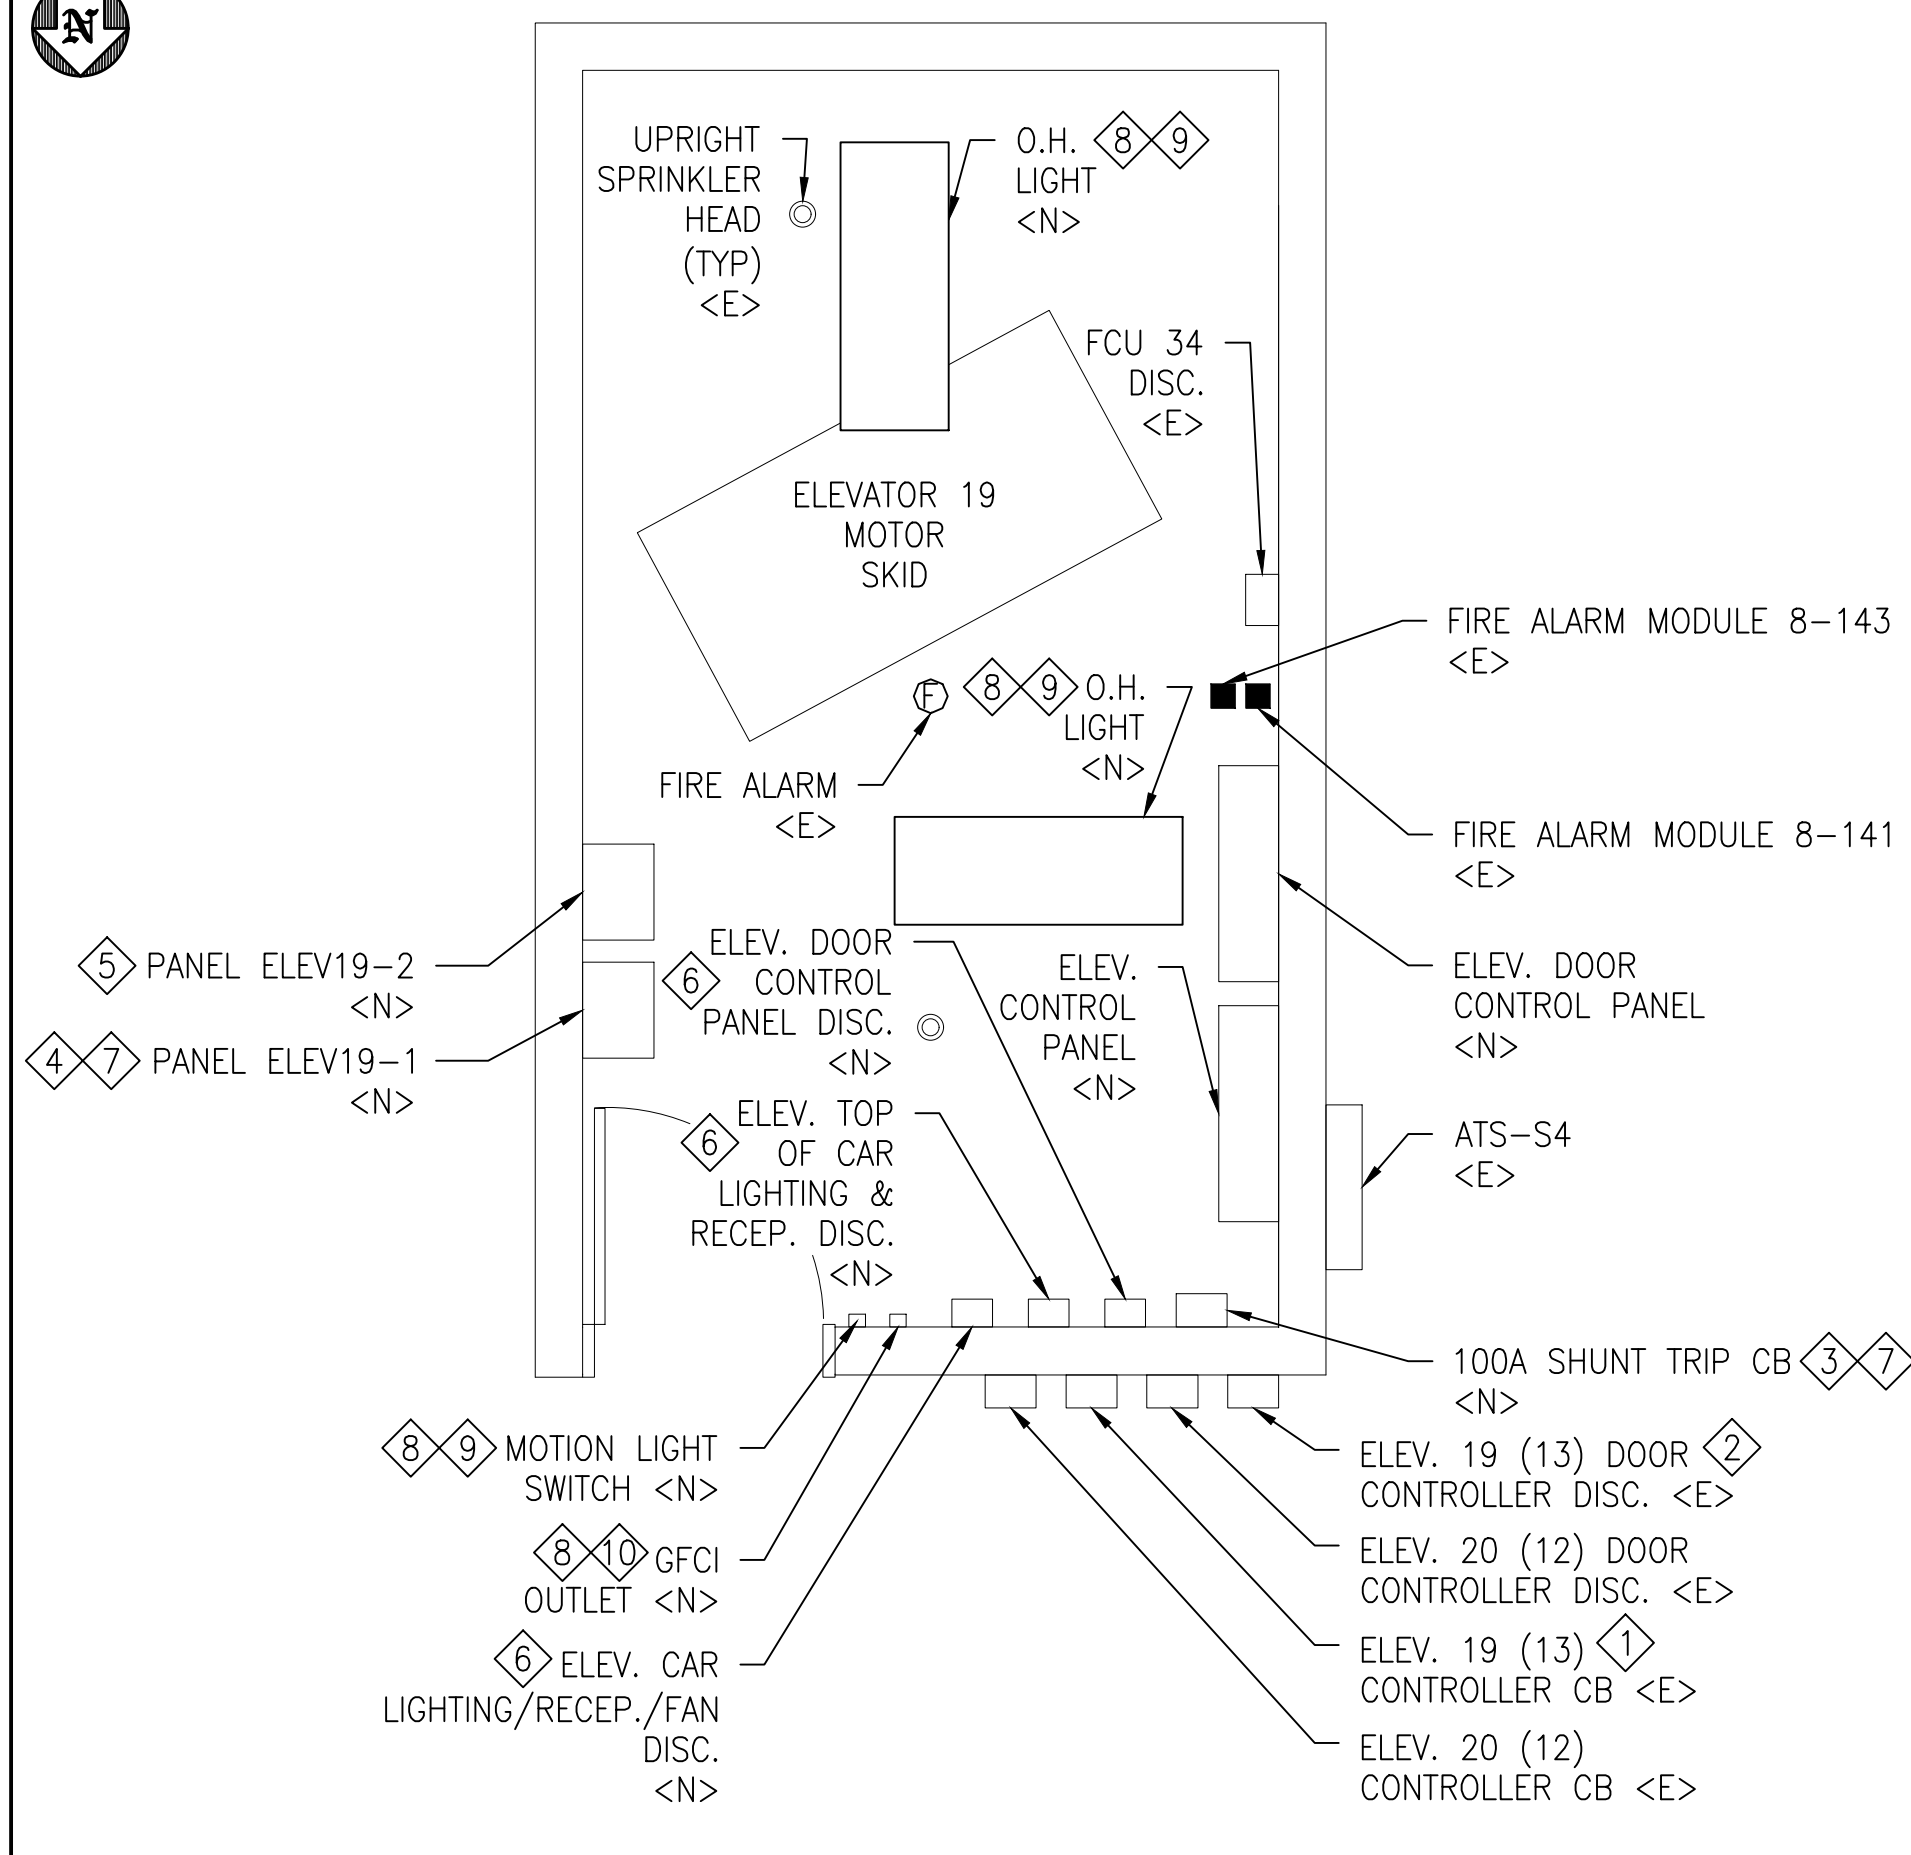 N
UPRIGHT
SPRINKLER
HEAD
(TYP)
<E>
O.H. 8 9
LIGHT
<N>
FCU 34
DISC.
<E>
ELEVATOR 19
MOTOR
SKID
FIRE ALARM MODULE 8-143
<E>
F
8 9 O.H.
LIGHT
<N>
FIRE ALARM
<E>
FIRE ALARM MODULE 8-141
<E>
5 PANEL ELEV19-2
<N>
4 7 PANEL ELEV19-1
<N>
ELEV. DOOR
6 CONTROL
PANEL DISC.
<N>
ELEV.
CONTROL
PANEL
<N>
ELEV. DOOR
CONTROL PANEL
<N>
6 ELEV. TOP
OF CAR
LIGHTING &
RECEP. DISC.
<N>
ATS-S4
<E>
100A SHUNT TRIP CB 3 7
<N>
8 9 MOTION LIGHT
SWITCH <N>
8 10 GFCI
OUTLET <N>
6 ELEV. CAR
LIGHTING/RECEP./FAN
DISC.
<N>
ELEV. 19 (13) DOOR 2
CONTROLLER DISC. <E>
ELEV. 20 (12) DOOR
CONTROLLER DISC. <E>
ELEV. 19 (13) 1
CONTROLLER CB <E>
ELEV. 20 (12)
CONTROLLER CB <E>